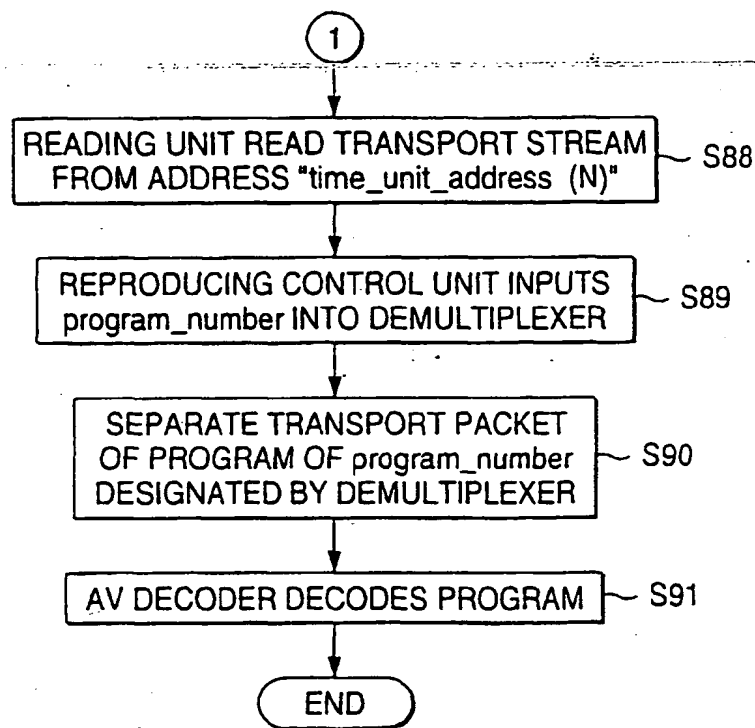 1
READING UNIT READ TRANSPORT STREAM
FROM ADDRESS "time_unit_address (N)"
S88
REPRODUCING CONTROL UNIT INPUTS
program_number INTO DEMULTIPLEXER
S89
SEPARATE TRANSPORT PACKET
OF PROGRAM OF program_number
DESIGNATED BY DEMULTIPLEXER
S90
AV DECODER DECODES PROGRAM
S91
END